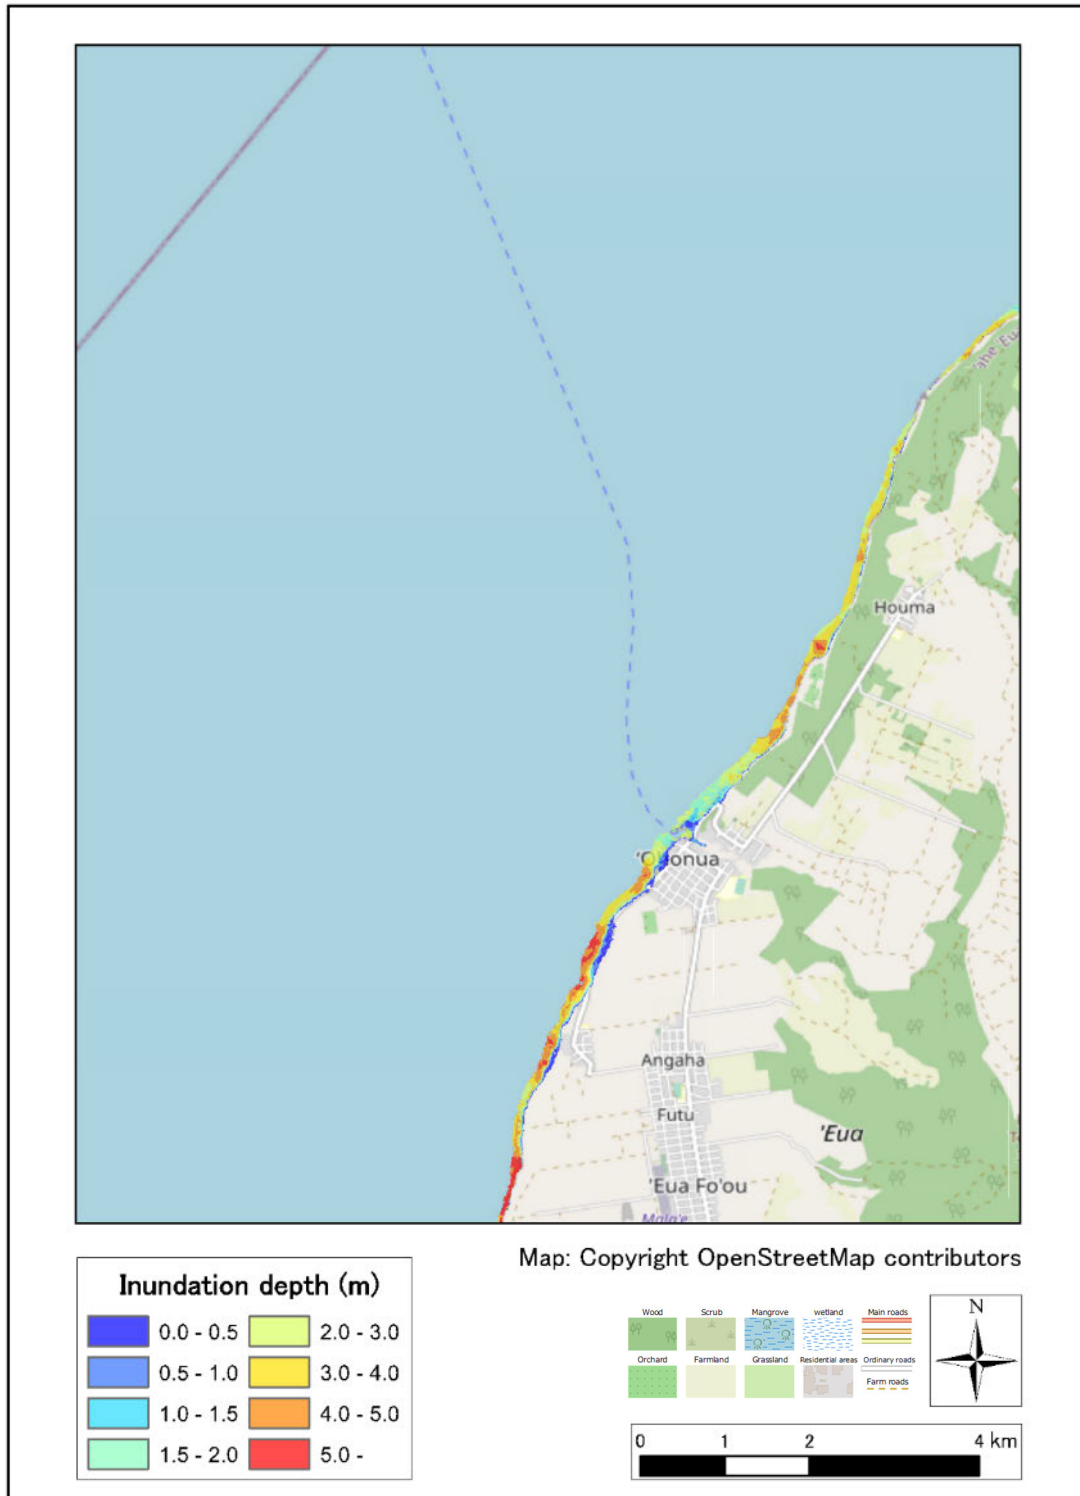 Houma
Angaha
Futu
'Eua
'Eua Fo'ou
Map: Copyright OpenStreetMap contributors
Inundation depth (m)
0.0 - 0.5
2.0 - 3.0
0.5 - 1.0
3.0 - 4.0
1.0 - 1.5
4.0 - 5.0
1.5 - 2.0
5.0 -
Wood
Scrub
Mangrove
wetland
Main roads
Orchard
Farmland
Grassland
Residential areas
Ordinary roads
Farm roads
N
0 1 2 4 km